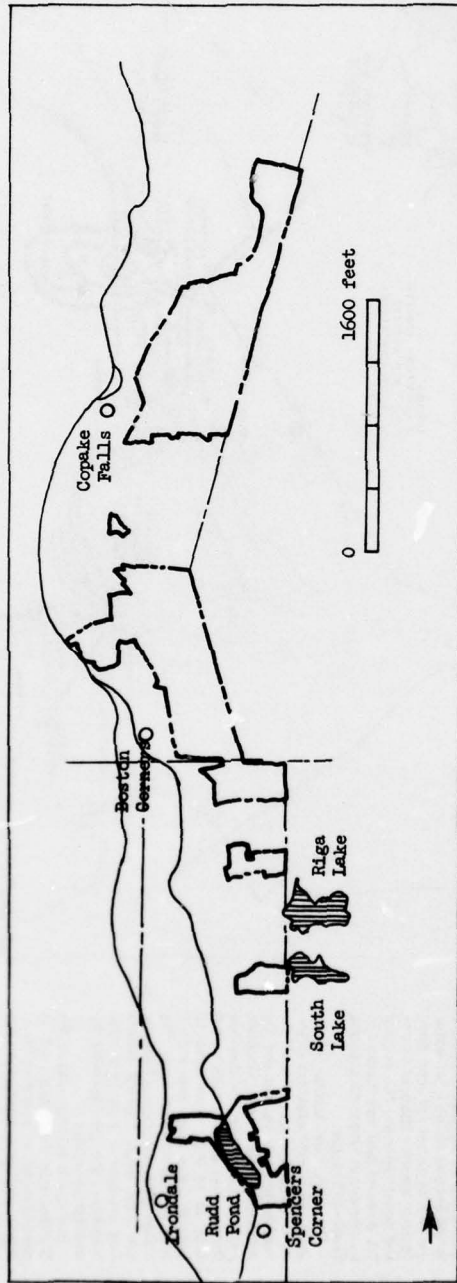 Copake
Falls
1600 feet
0
Boston
Corners
Riga
Lake
South
Lake
Irondale
Rudd
Pond
Spencers
Corner